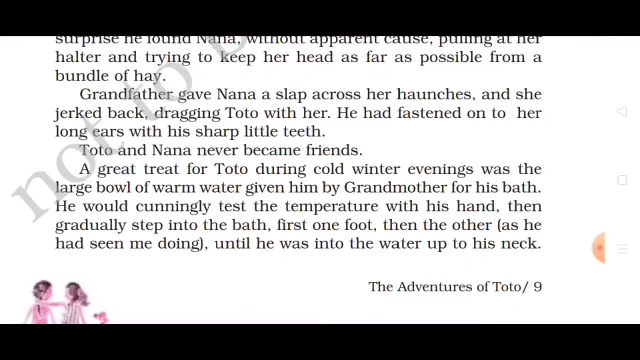 surprise he found Nana, without apparent cause, pulling at her
halter and trying to keep her head as far as possible from a
bundle of hay.
Grandfather gave Nana a slap across her haunches, and she
jerked back, dragging Toto with her. He had fastened on to her
long ears with his sharp little teeth.
Toto and Nana never became friends.
A great treat for Toto during cold winter evenings was the
large bowl of warm water given him by Grandmother for his bath.
He would cunningly test the temperature with his hand, then
gradually step into the bath, first one foot, then the other (as he
had seen me doing), until he was into the water up to his neck.
The Adventures of Toto/ 9
not to